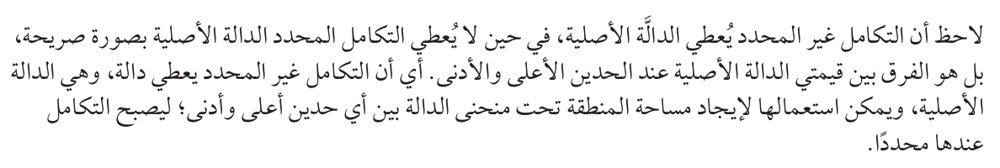 لاحظ أن التكامل غير المحدد يُعطي الدالَّة الأصلية، في حين لا يُعطي التكامل المحدد الدالة الأصلية بصورة صريحة،
بل هو الفرق بين قيمتي الدالة الأصلية عند الحدين الأعلى والأدنى. أي أن التكامل غير المحدد يعطي دالة، وهي الدالة
الأصلية، ويمكن استعمالها لإيجاد مساحة المنطقة تحت منحنى الدالة بين أي حدين أعلى وأدنى؛ ليصبح التكامل
عندها محددًا.